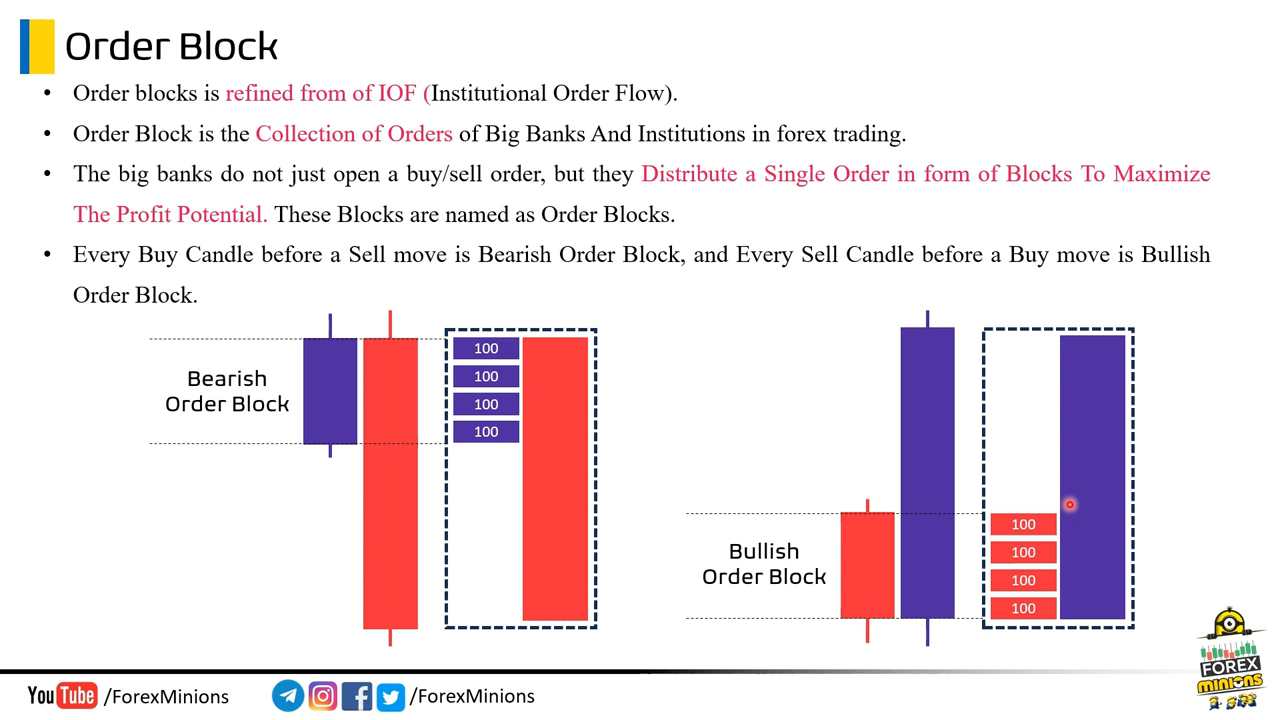 Order Block
• Order blocks is refined from of IOF (Institutional Order Flow).
• Order Block is the Collection of Orders of Big Banks And Institutions in forex trading.
• The big banks do not just open a buy/sell order, but they Distribute a Single Order in form of Blocks To Maximize
The Profit Potential. These Blocks are named as Order Blocks.
• Every Buy Candle before a Sell move is Bearish Order Block, and Every Sell Candle before a Buy move is Bullish
Order Block.
Bearish
Order Block
100
100
100
100
Bullish
Order Block
100
100
100
100
YouTube /ForexMinions
/ForexMinions
FOREX
minions